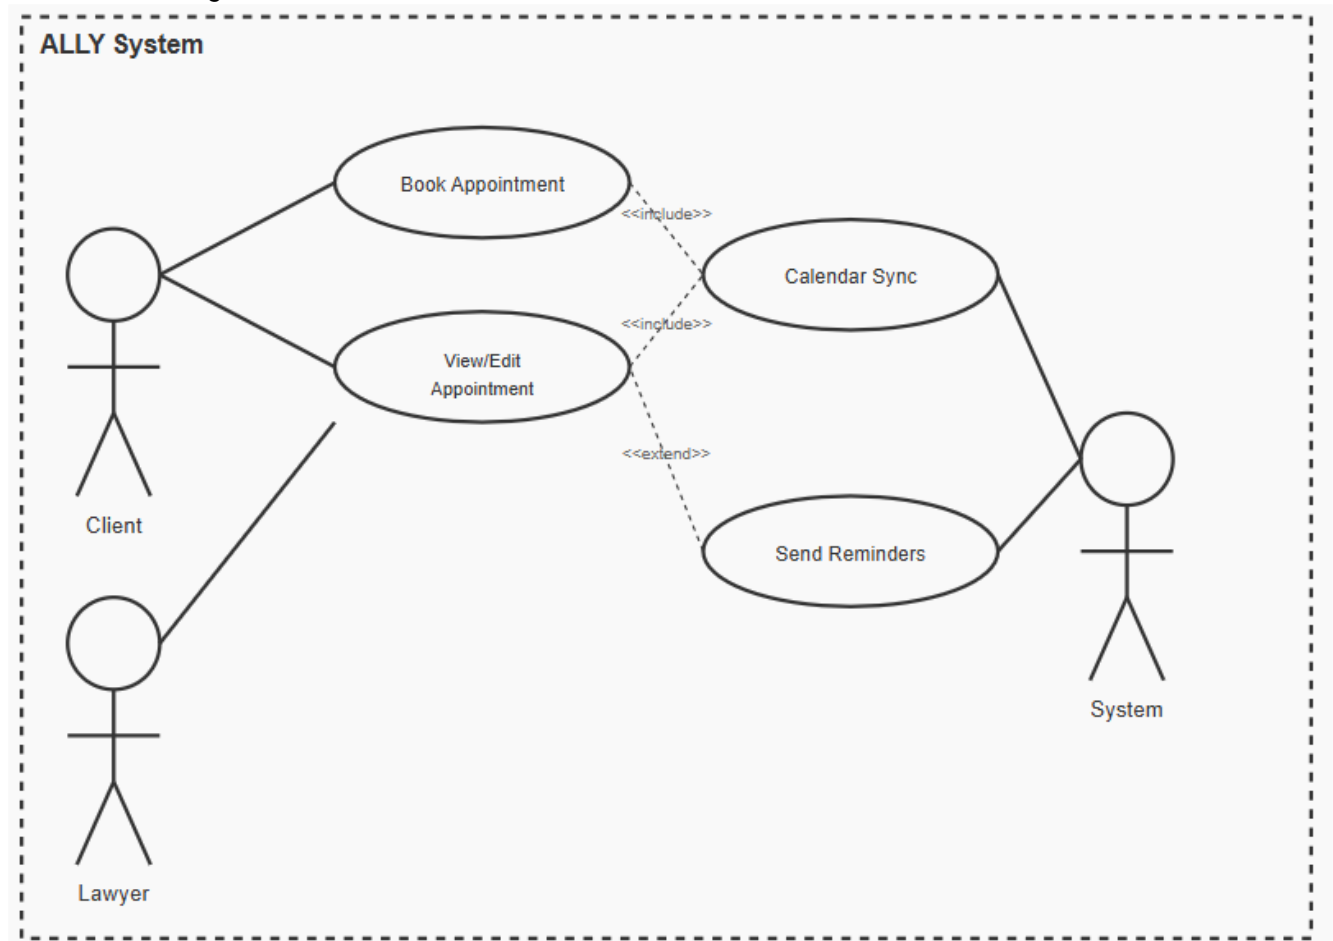 ALLY System
Book Appointment
<<include>>
Calendar Sync
<<include>>
View/Edit
Appointment
<<extend>>
Client
Send Reminders
System
Lawyer